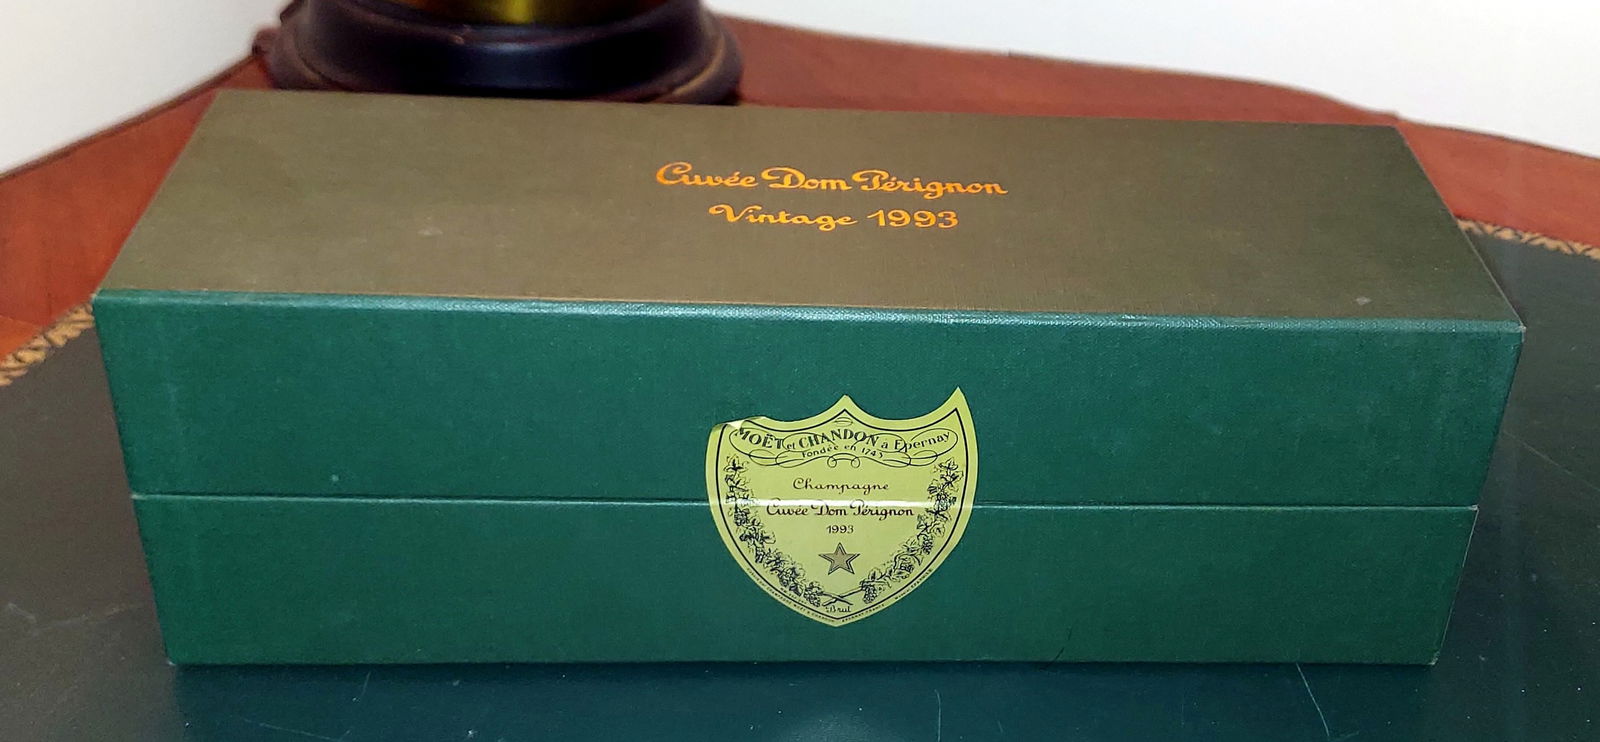 Cuvée Dom Pérignon
Vintage 1993
MOËT et CHANDON à Epernay
Fondée en 1743
Champagne
Cuvée Dom Pérignon
1993
Brut